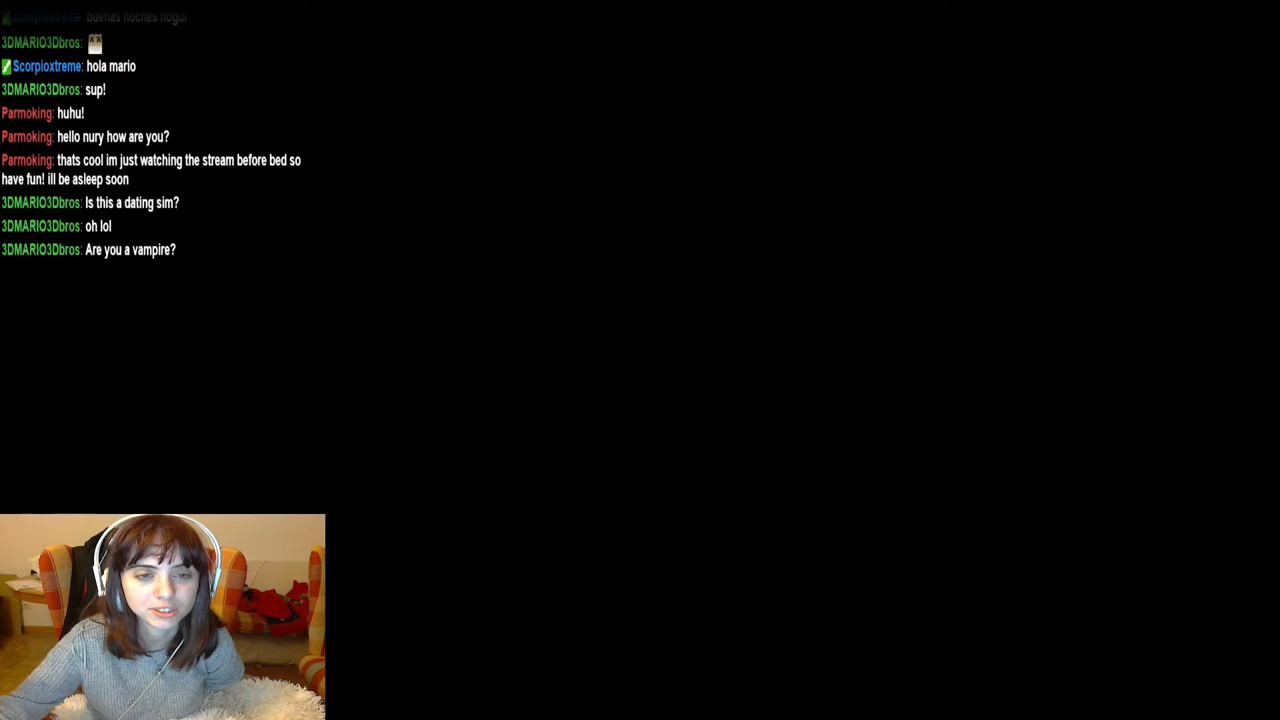 Scorpioxtreme: buenas noches nogui
3DMARIO3Dbros:
Scorpioxtreme: hola mario
3DMARIO3Dbros: sup!
Parmoking: huhu!
Parmoking: hello nury how are you?
Parmoking: thats cool im just watching the stream before bed so
have fun! ill be asleep soon
3DMARIO3Dbros: Is this a dating sim?
3DMARIO3Dbros: oh lol
3DMARIO3Dbros: Are you a vampire?